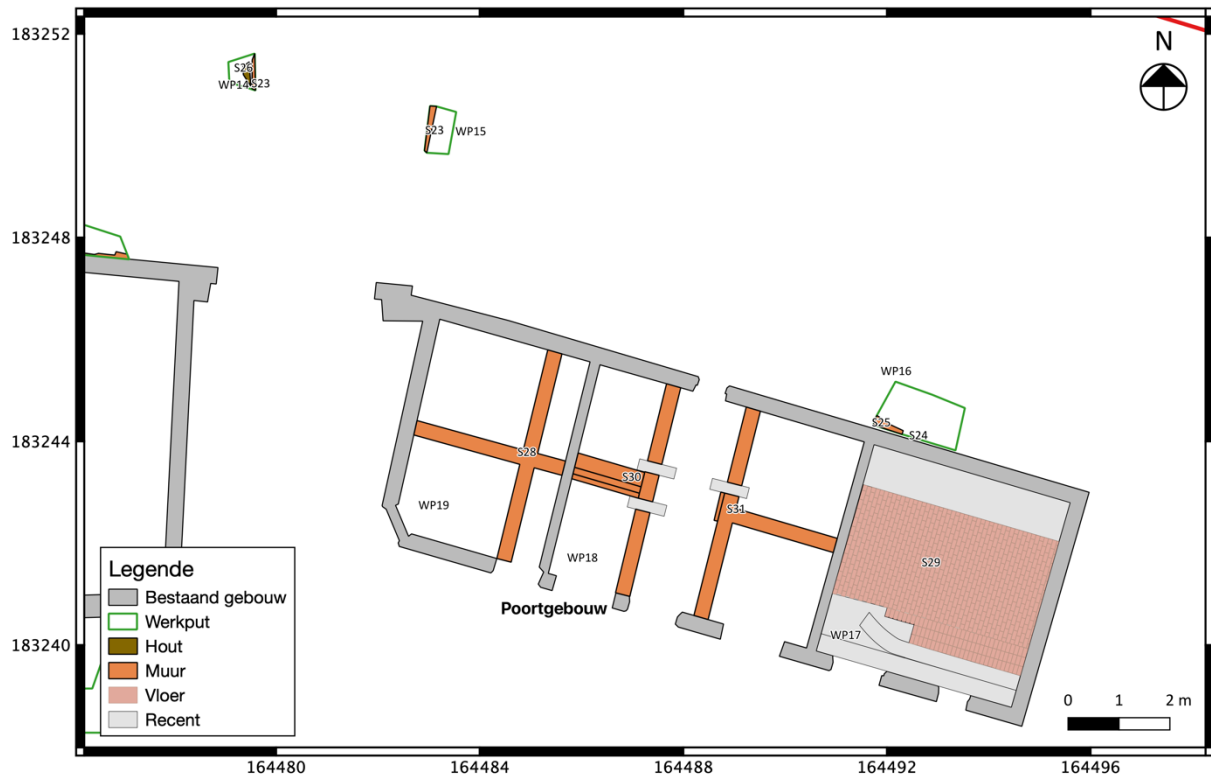 183252
N
S26
WP14
S23
S23
WP15
183248
WP16
183244
S25
S24
S28
S30
WP19
S31
WP18
S29
Poortgebouw
Legende
Bestaand gebouw
Werkput
Hout
Muur
Vloer
Recent
183240
WP17
0 1 2 m
164480 164484 164488 164492 164496